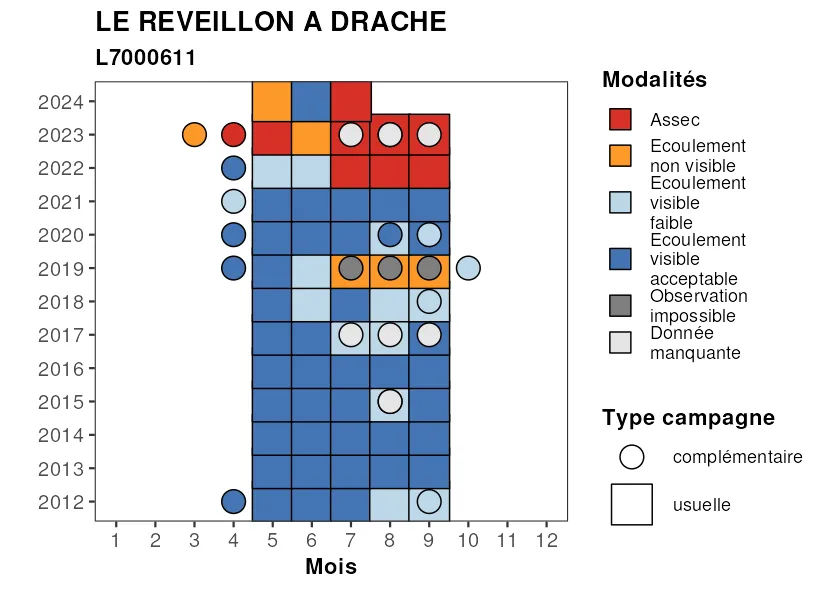 LE REVEILLON A DRACHE
L7000611
2024
2023
2022
2021
2020
2019
2018
2017
2016
2015
2014
2013
2012
1 2 3 4 5 6 7 8 9 10 11 12
Mois
Modalités
Assec
Ecoulement
non visible
Ecoulement
visible
faible
Ecoulement
visible
acceptable
Observation
impossible
Donnée
manquante
Type campagne
complémentaire
usuelle